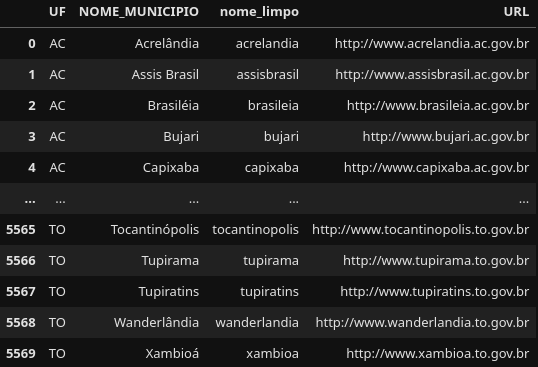 UF NOME_MUNICIPIO nome_limpo URL
0 AC Acrelândia acrelandia http://www.acrelandia.ac.gov.br
1 AC Assis Brasil assisbrasil http://www.assisbrasil.ac.gov.br
2 AC Brasiléia brasileia http://www.brasileia.ac.gov.br
3 AC Bujari bujari http://www.bujari.ac.gov.br
4 AC Capixaba capixaba http://www.capixaba.ac.gov.br
... ... ... ... ...
5565 TO Tocantinópolis tocantinopolis http://www.tocantinopolis.to.gov.br
5566 TO Tupirama tupirama http://www.tupirama.to.gov.br
5567 TO Tupiratins tupiratins http://www.tupiratins.to.gov.br
5568 TO Wanderlândia wanderlandia http://www.wanderlandia.to.gov.br
5569 TO Xambioá xambioa http://www.xambioa.to.gov.br